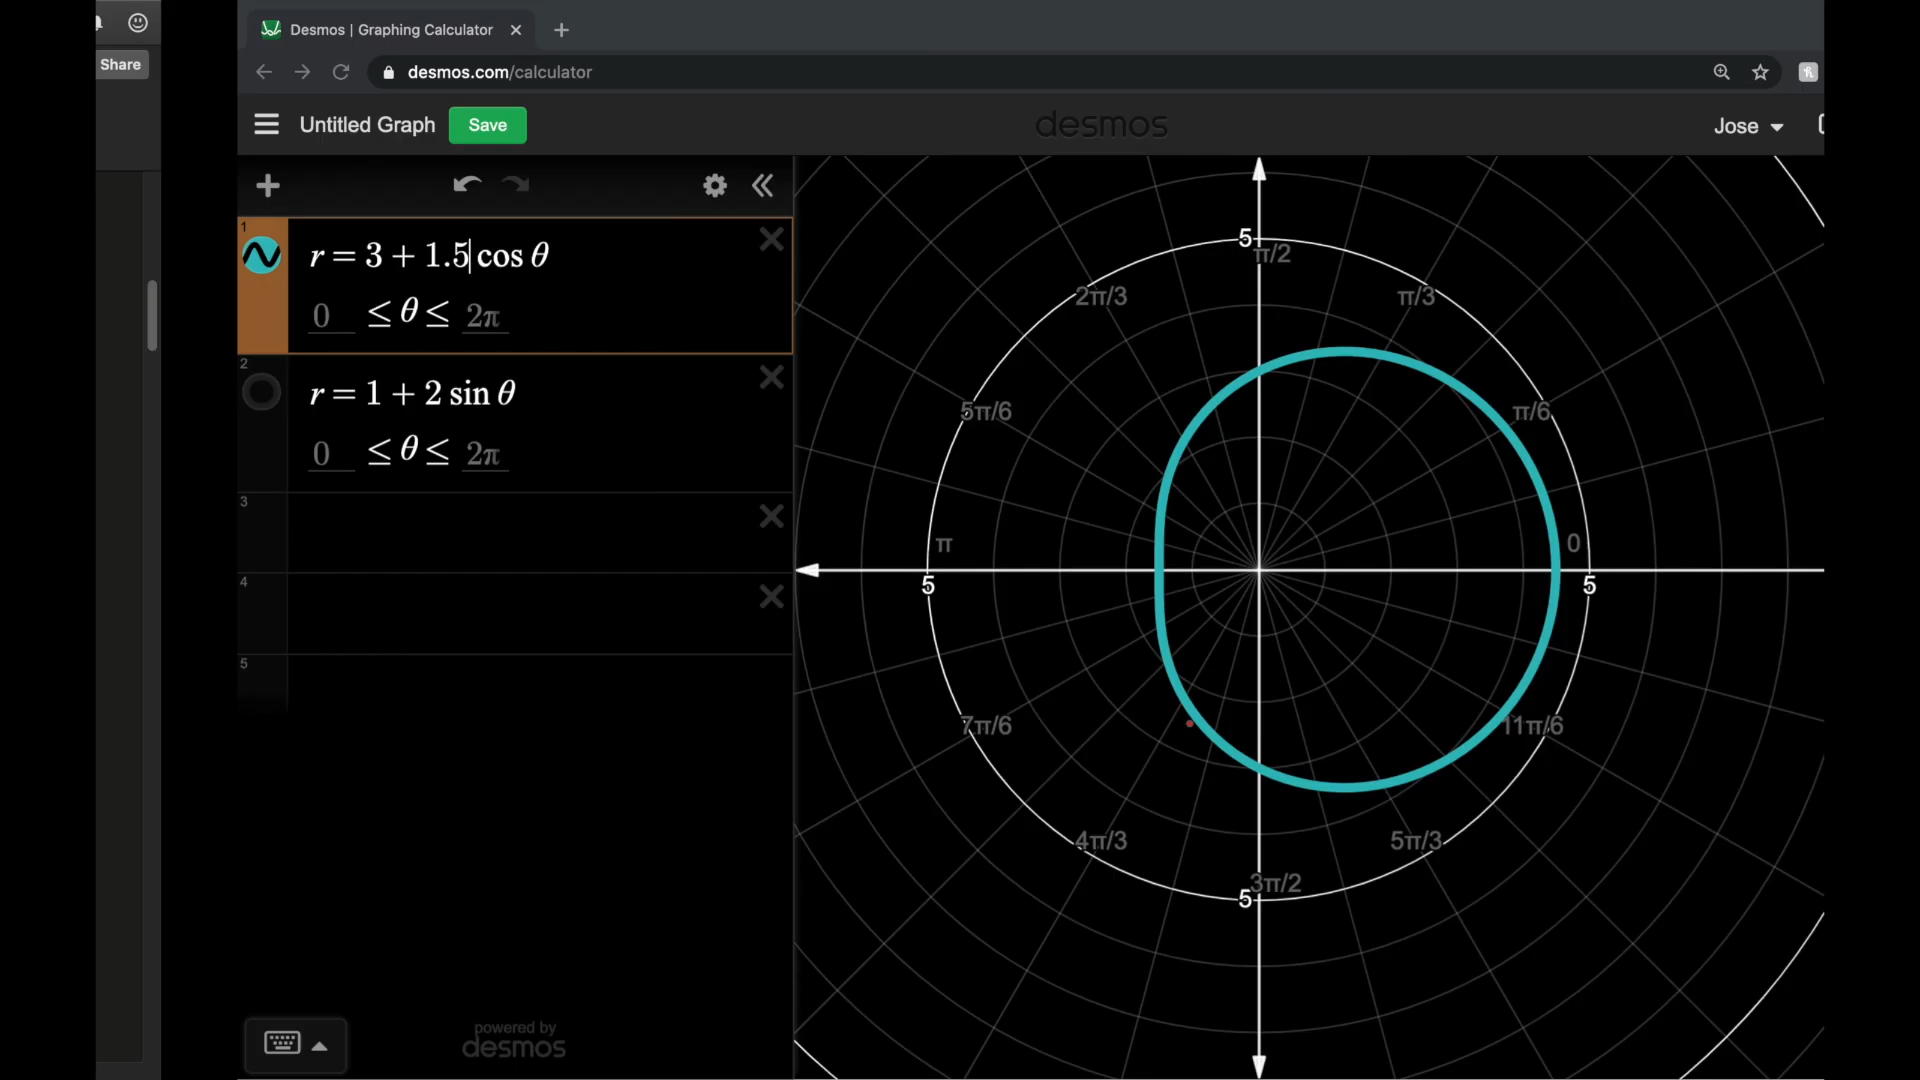 Desmos | Graphing Calculator
Share
desmos.com/calculator
Untitled Graph
Save
desmos
Jose
1
r = 3 + 1.5 cos θ
0 ≤ θ ≤ 2π
2
r = 1 + 2 sin θ
0 ≤ θ ≤ 2π
3
4
5
powered by
desmos
5
π/2
2π/3
π/3
5π/6
π/6
π
0
5
5
7π/6
11π/6
4π/3
5π/3
3π/2
5